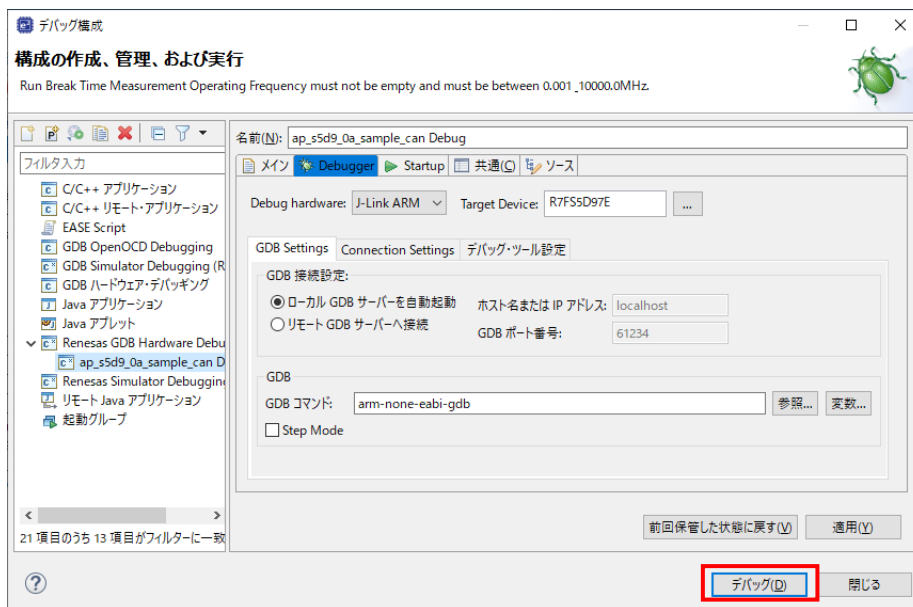 デバッグ構成
構成の作成、管理、および実行
Run Break Time Measurement Operating Frequency must not be empty and must be between 0.001_10000.0MHz.
フィルタ入力
C/C++ アプリケーション
C/C++ リモート・アプリケーション
EASE Script
GDB OpenOCD Debugging
GDB Simulator Debugging (R
GDB ハードウェア・デバッギング
Java アプリケーション
Java アプレット
Renesas GDB Hardware Debu
ap_s5d9_0a_sample_can D
Renesas Simulator Debuggin
リモート Java アプリケーション
起動グループ
21 項目のうち 13 項目がフィルターに一致
名前(N): ap_s5d9_0a_sample_can Debug
メイン Debugger Startup 共通(C) ソース
Debug hardware: J-Link ARM Target Device: R7FS5D97E ...
GDB Settings Connection Settings デバッグ・ツール設定
GDB 接続設定:
ローカル GDB サーバーを自動起動 ホスト名または IP アドレス: localhost
リモート GDB サーバーへ接続 GDB ポート番号: 61234
GDB
GDB コマンド: arm-none-eabi-gdb 参照... 変数...
Step Mode
前回保管した状態に戻す(V) 適用(Y)
デバッグ(D) 閉じる